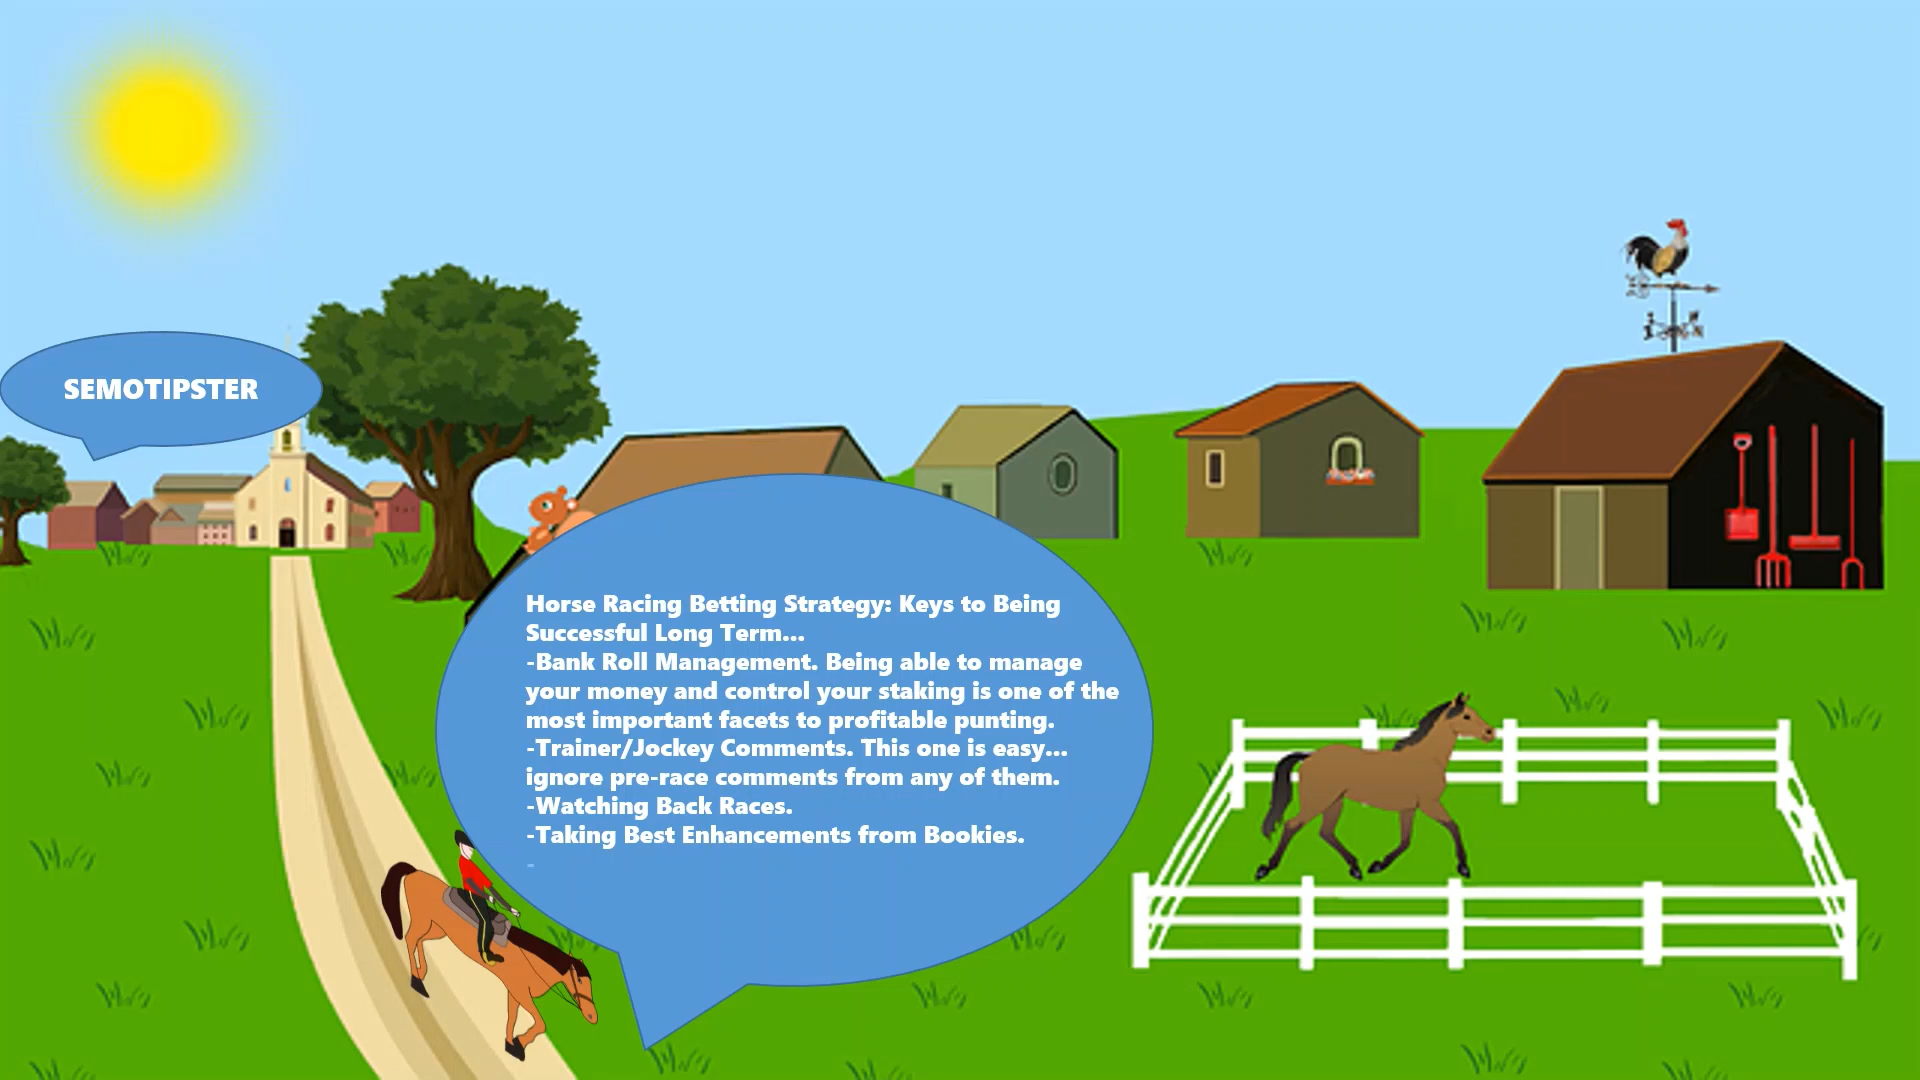 SEMOTIPSTER
Horse Racing Betting Strategy: Keys to Being
Successful Long Term...
-Bank Roll Management. Being able to manage
your money and control your staking is one of the
most important facets to profitable punting.
-Trainer/Jockey Comments. This one is easy...
ignore pre-race comments from any of them.
-Watching Back Races.
-Taking Best Enhancements from Bookies.
-